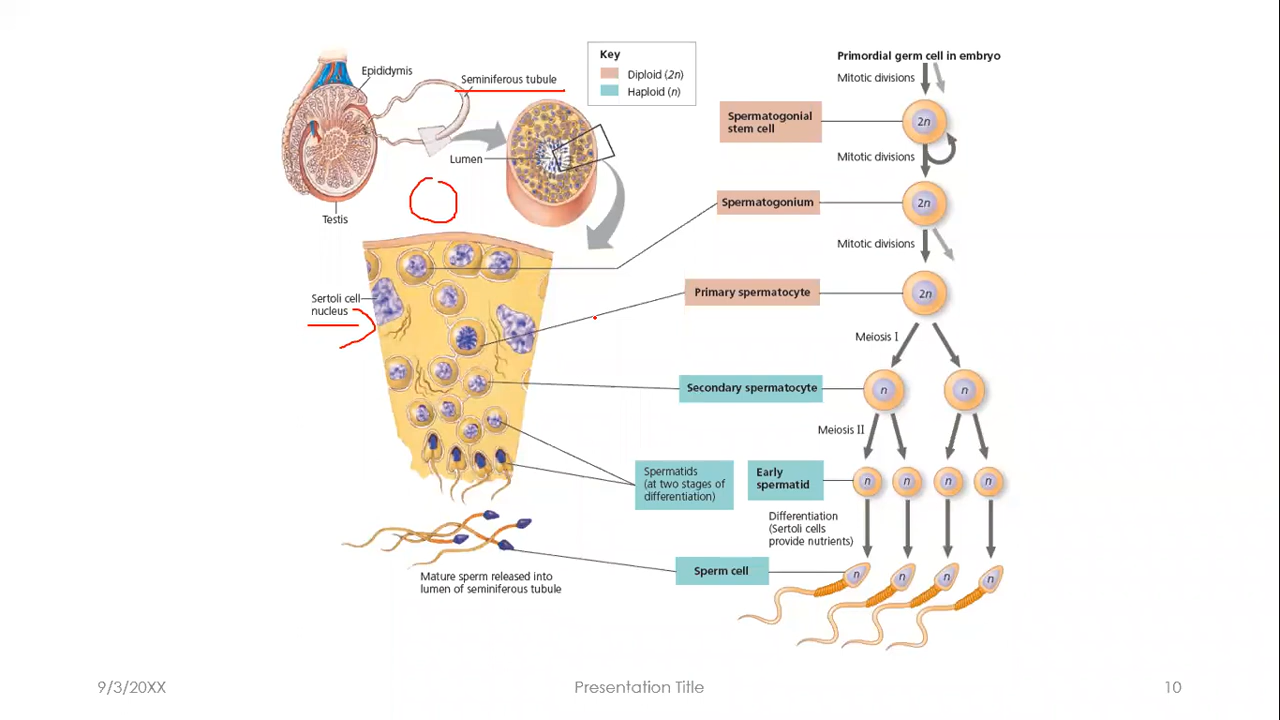 Epididymis
Seminiferous tubule
Lumen
Testis
Key
Diploid (2n)
Haploid (n)
Sertoli cell
nucleus
Mature sperm released into
lumen of seminiferous tubule
Primordial germ cell in embryo
Mitotic divisions
Spermatogonial
stem cell
2n
Mitotic divisions
Spermatogonium
2n
Mitotic divisions
Primary spermatocyte
2n
Meiosis I
Secondary spermatocyte
n
n
Meiosis II
Spermatids
(at two stages of
differentiation)
Early
spermatid
n
n
n
n
Differentiation
(Sertoli cells
provide nutrients)
Sperm cell
n
n
n
n
9/3/20XX
Presentation Title
10